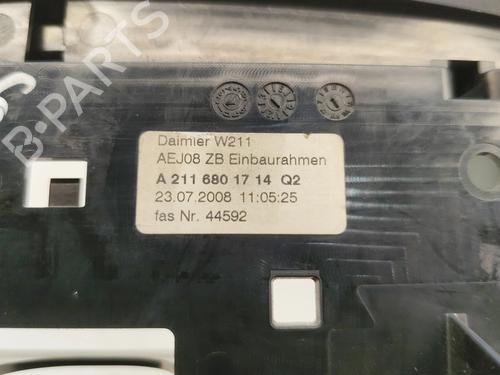 B-PARTS
Daimler W211
AEJ08 ZB Einbaurahmen
A 211 680 17 14 Q2
23.07.2008 11:05:25
fas Nr. 44592